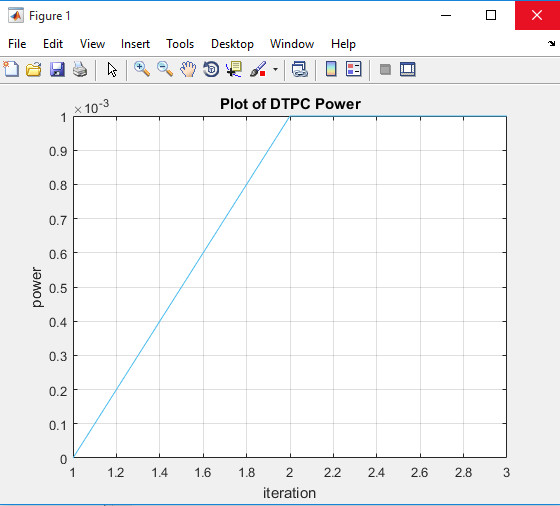 Figure 1
File Edit View Insert Tools Desktop Window Help
Plot of DTPC Power
×10-3
1
0.9
0.8
0.7
0.6
0.5
0.4
0.3
0.2
0.1
0
power
1 1.2 1.4 1.6 1.8 2 2.2 2.4 2.6 2.8 3
iteration